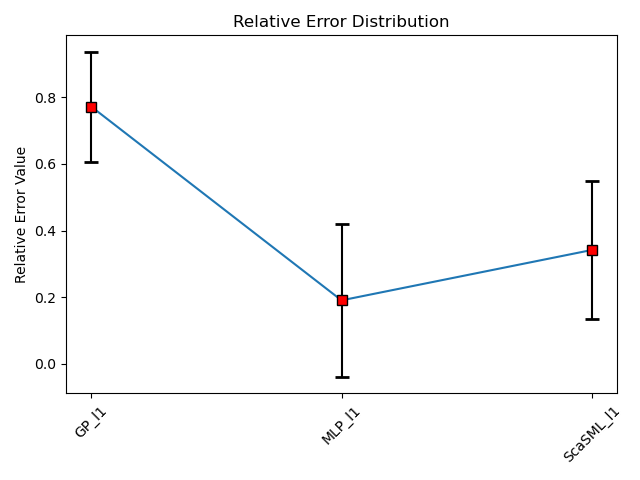 Relative Error Distribution
Relative Error Value
0.8
0.6
0.4
0.2
0.0
GP_l1
MLP_l1
ScaSML_l1